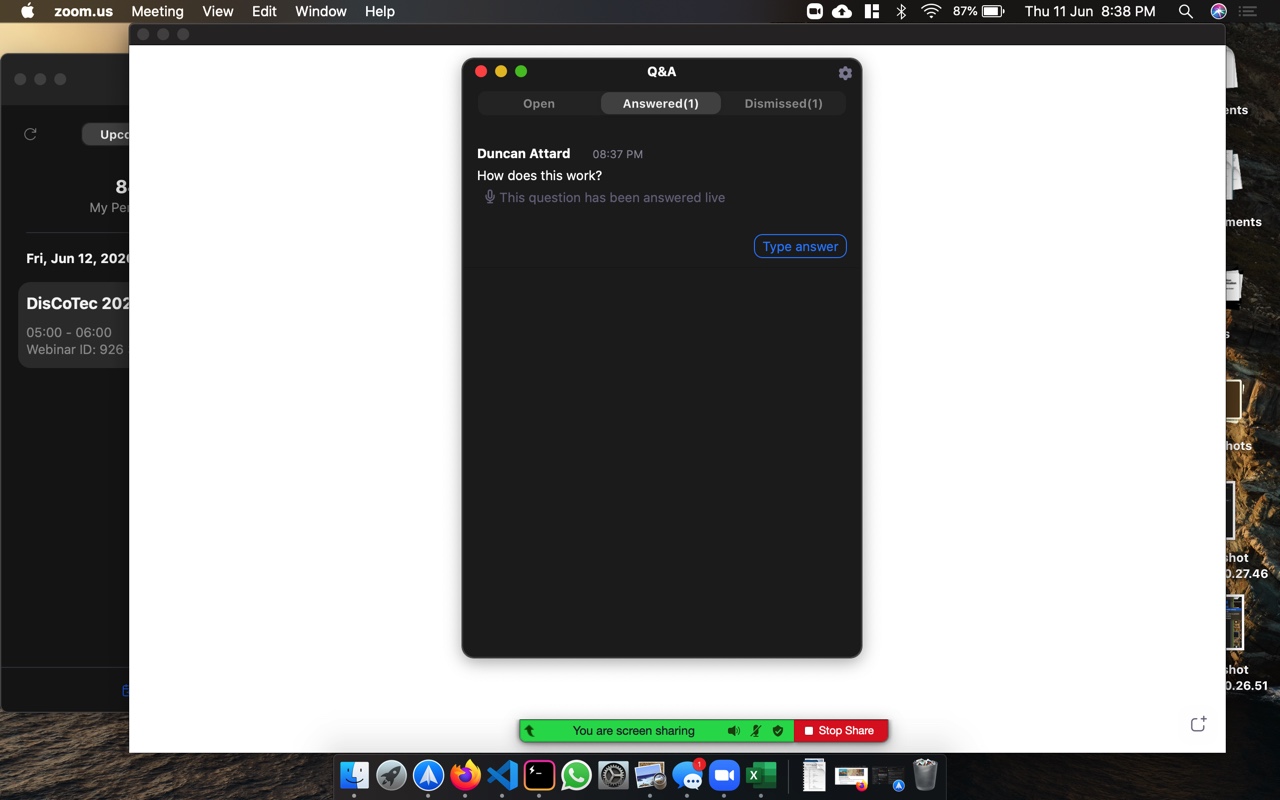 zoom.us Meeting View Edit Window Help 87% Thu 11 Jun 8:38 PM
Q&A
Open Answered(1) Dismissed(1)
Duncan Attard 08:37 PM
How does this work?
This question has been answered live
Type answer
Upco
8
My Per
Fri, Jun 12, 202
DisCoTec 202
05:00 - 06:00
Webinar ID: 926
ents
ments
s
hots
shot
0.27.46
shot
0.26.51
You are screen sharing Stop Share
1